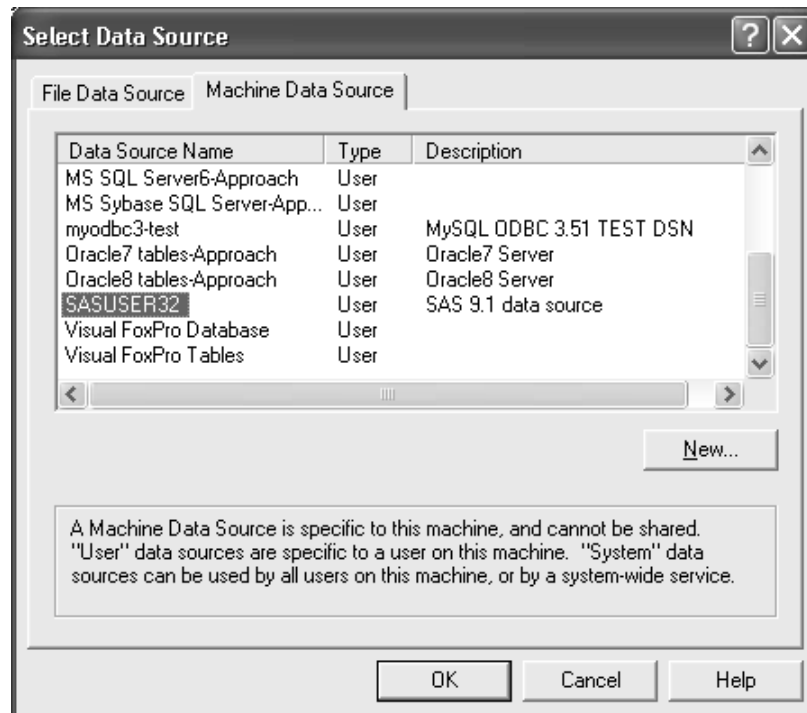 Select Data Source
File Data Source Machine Data Source
Data Source Name Type Description
MS SQL Server6-Approach User
MS Sybase SQL Server-App... User
myodbc3-test User MySQL ODBC 3.51 TEST DSN
Oracle7 tables-Approach User Oracle7 Server
Oracle8 tables-Approach User Oracle8 Server
SASUSER32 User SAS 9.1 data source
Visual FoxPro Database User
Visual FoxPro Tables User
New...
A Machine Data Source is specific to this machine, and cannot be shared.
"User" data sources are specific to a user on this machine. "System" data
sources can be used by all users on this machine, or by a system-wide service.
OK Cancel Help